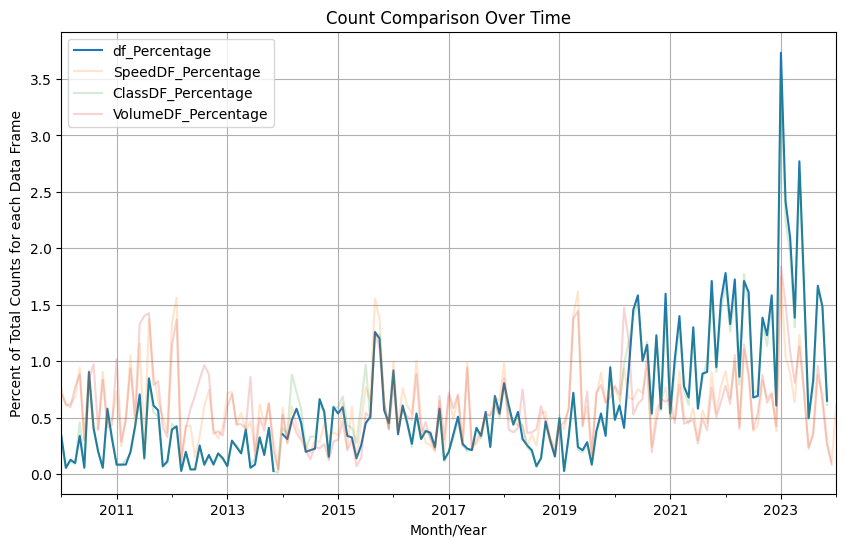 Count Comparison Over Time
df_Percentage
SpeedDF_Percentage
ClassDF_Percentage
VolumeDF_Percentage
Percent of Total Counts for each Data Frame
3.5
3.0
2.5
2.0
1.5
1.0
0.5
0.0
2011 2013 2015 2017 2019 2021 2023
Month/Year